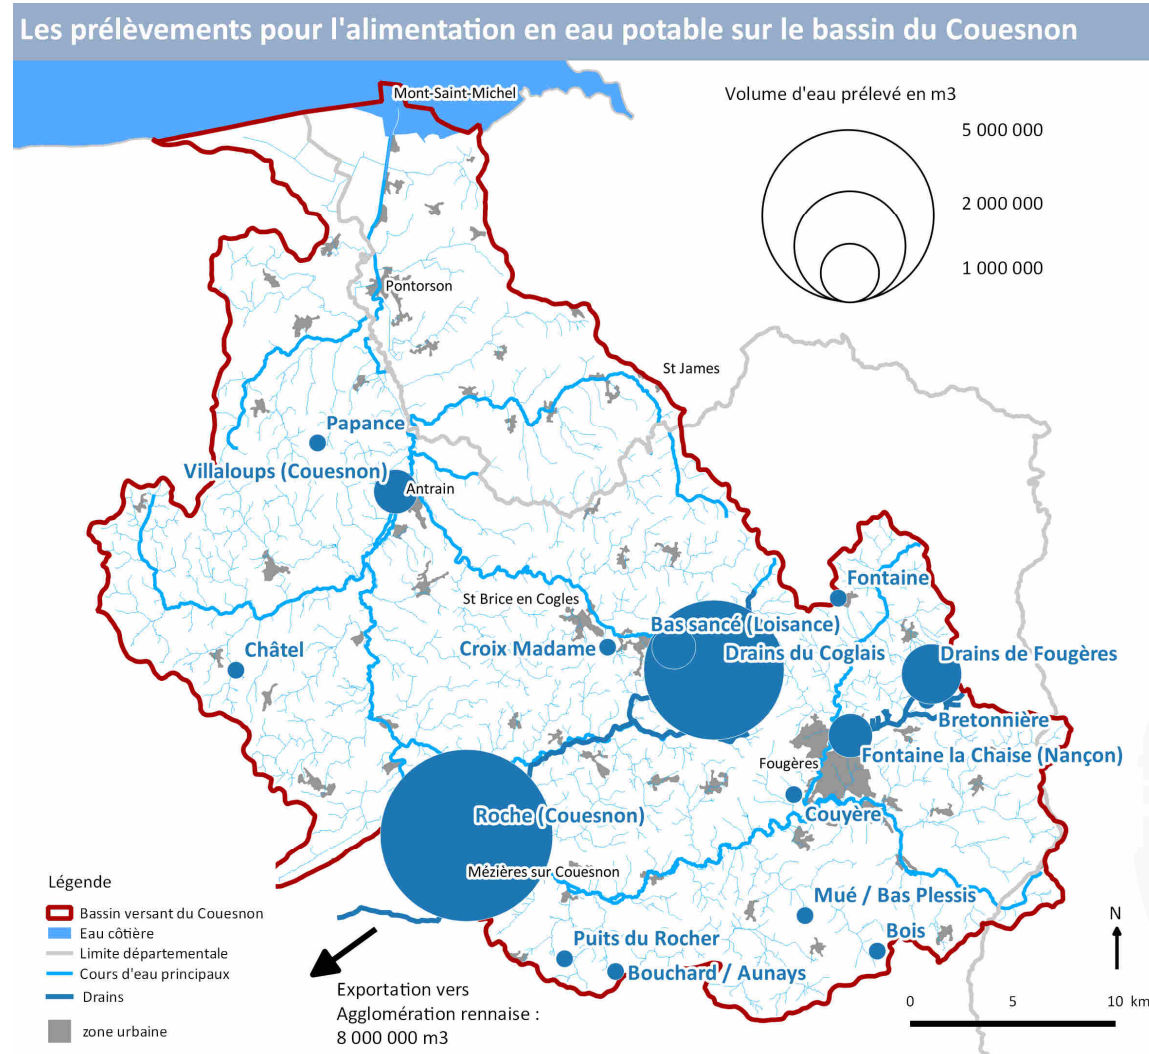 Les prélèvements pour l'alimentation en eau potable sur le bassin du Couesnon
Mont-Saint-Michel
Volume d'eau prélevé en m3
5 000 000
2 000 000
1 000 000
Pontorson
St James
Papance
Villaloups (Couesnon)
Antrain
Fontaine
St Brice en Cogles
Bas sancé (Loisance)
Croix Madame
Drains du Coglais
Drains de Fougères
Châtel
Bretonnière
Fontaine la Chaise (Nançon)
Fougères
Couyère
Roche (Couesnon)
Mézières sur Couesnon
Mué / Bas Plessis
Bois
Puits du Rocher
Bouchard / Aunays
Légende
Bassin versant du Couesnon
Eau côtière
Limite départementale
Cours d'eau principaux
Drains
zone urbaine
Exportation vers
Agglomération rennaise :
8 000 000 m3
N
0 5 10 km